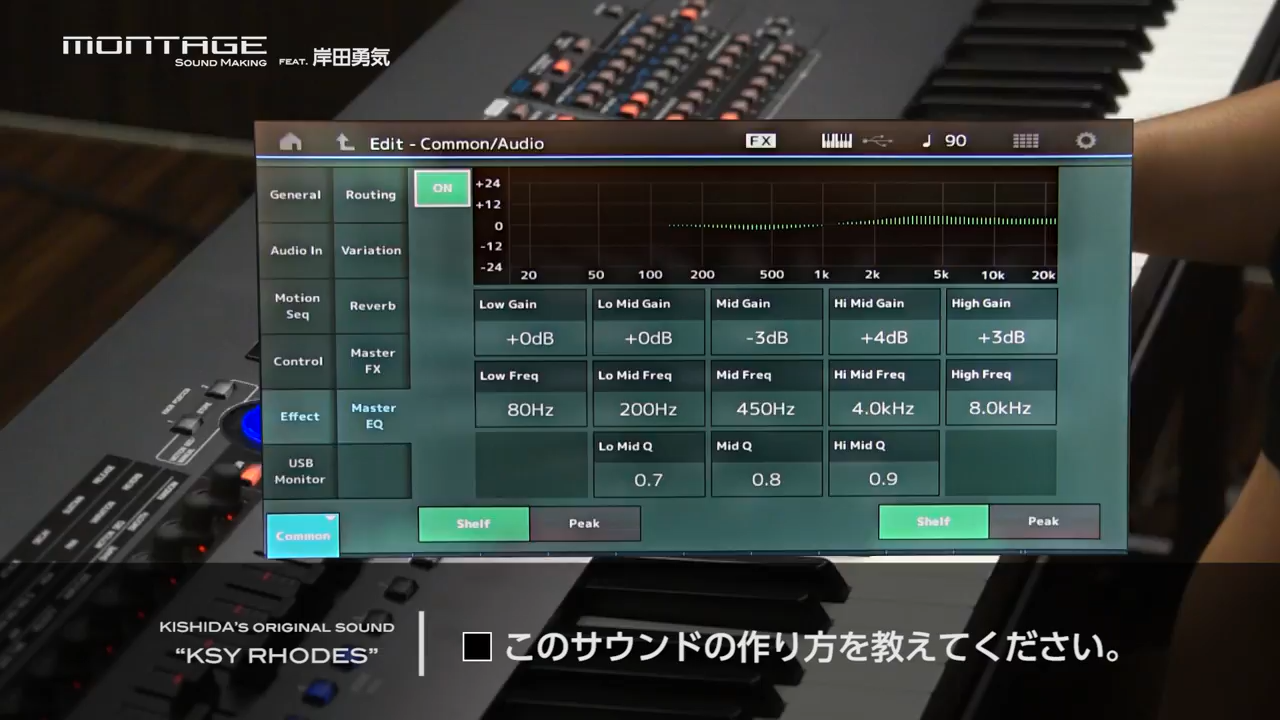 MONTAGE
SOUND MAKING FEAT. 岸田勇気
Edit - Common/Audio FX ♩ 90
General Routing ON
Audio In Variation
Motion Seq Reverb
Control Master FX
Effect Master EQ
USB Monitor
Common
+24
+12
0
-12
-24
20 50 100 200 500 1k 2k 5k 10k 20k
Low Gain Lo Mid Gain Mid Gain Hi Mid Gain High Gain
+0dB +0dB -3dB +4dB +3dB
Low Freq Lo Mid Freq Mid Freq Hi Mid Freq High Freq
80Hz 200Hz 450Hz 4.0kHz 8.0kHz
Lo Mid Q Mid Q Hi Mid Q
0.7 0.8 0.9
Shelf Peak Shelf Peak
KISHIDA'S ORIGINAL SOUND
“KSY RHODES”
■ このサウンドの作り方を教えてください。